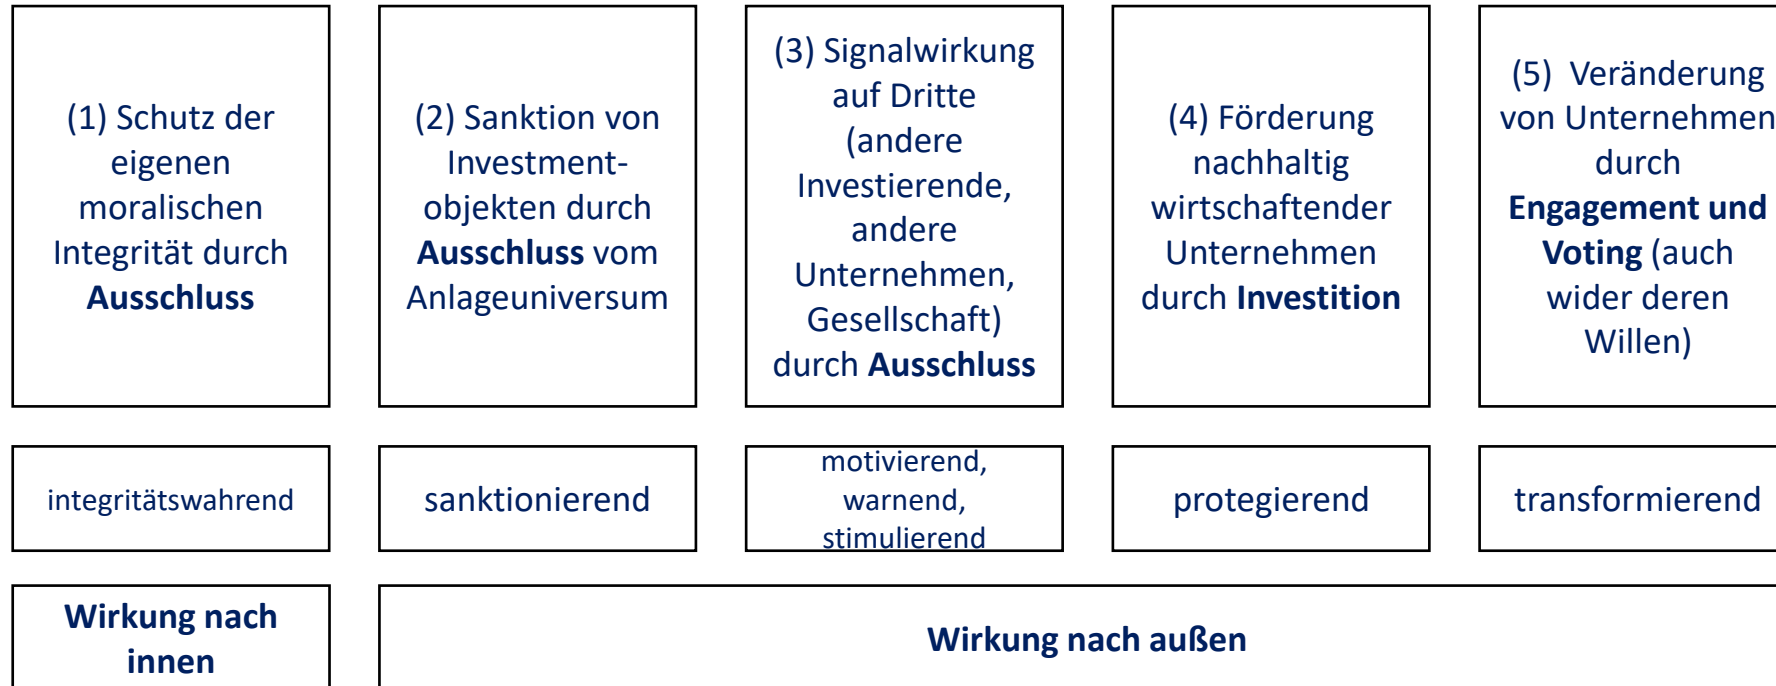 (1) Schutz der
eigenen
moralischen
Integrität durch
Ausschluss
(2) Sanktion von
Investment-
objekten durch
Ausschluss vom
Anlageuniversum
(3) Signalwirkung
auf Dritte
(andere
Investierende,
andere
Unternehmen,
Gesellschaft)
durch Ausschluss
(4) Förderung
nachhaltig
wirtschaftender
Unternehmen
durch Investition
(5) Veränderung
von Unternehmen
durch
Engagement und
Voting (auch
wider deren
Willen)
integritätswahrend
sanktionierend
motivierend,
warnend,
stimulierend
protegierend
transformierend
Wirkung nach
innen
Wirkung nach außen